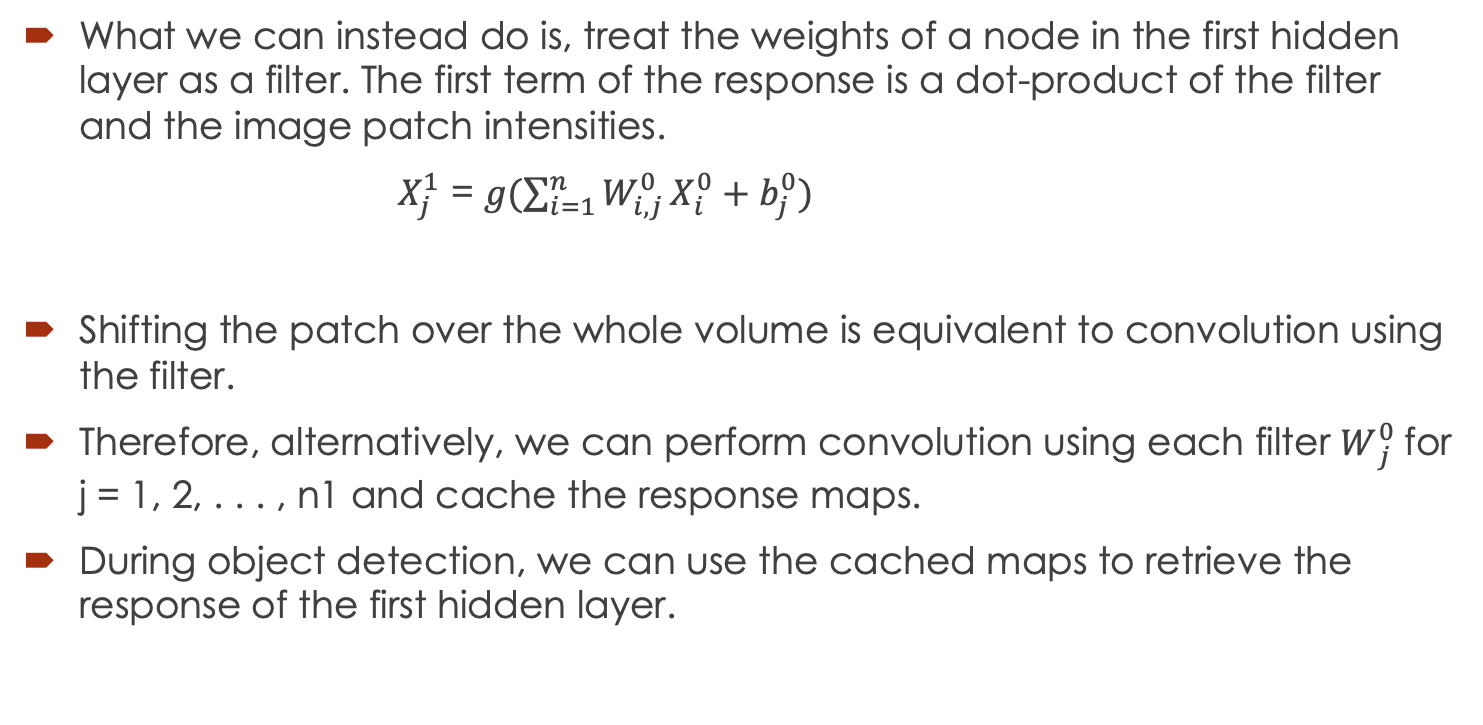 What we can instead do is, treat the weights of a node in the first hidden
layer as a filter. The first term of the response is a dot-product of the filter
and the image patch intensities.
X_j^1 = g(∑_{i=1}^n W_{i,j}^0 X_i^0 + b_j^0)
Shifting the patch over the whole volume is equivalent to convolution using
the filter.
Therefore, alternatively, we can perform convolution using each filter W_j^0 for
j = 1, 2, . . . , n1 and cache the response maps.
During object detection, we can use the cached maps to retrieve the
response of the first hidden layer.